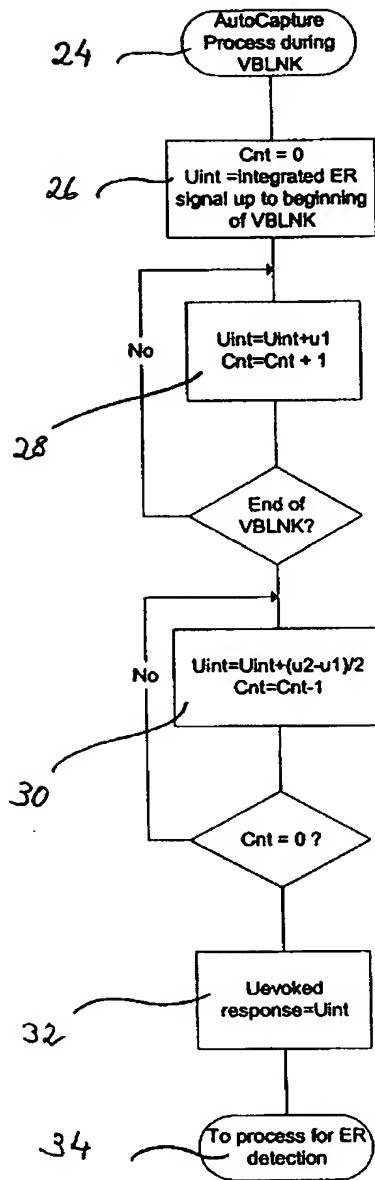 24
AutoCapture
Process during
VBLNK
26
Cnt = 0
Uint =integrated ER
signal up to beginning
of VBLNK
No
Uint=Uint+u1
Cnt=Cnt + 1
28
End of
VBLNK?
No
Uint=Uint+(u2-u1)/2
Cnt=Cnt-1
30
Cnt = 0 ?
Uevoked
response=Uint
32
34
To process for ER
detection